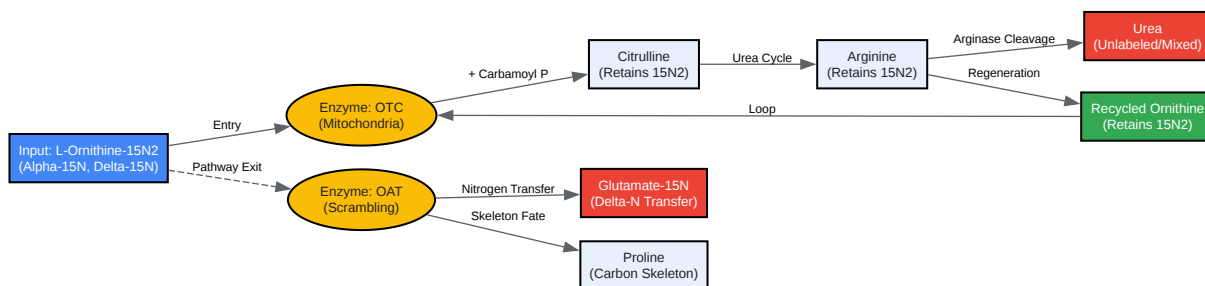 Input: L-Ornithine-15N2
(Alpha-15N, Delta-15N)
Entry
Pathway Exit
Enzyme: OTC
(Mitochondria)
Enzyme: OAT
(Scrambling)
+ Carbamoyl P
Nitrogen Transfer
Skeleton Fate
Citrulline
(Retains 15N2)
Urea Cycle
Arginine
(Retains 15N2)
Arginase Cleavage
Regeneration
Loop
Urea
(Unlabeled/Mixed)
Recycled Ornithine
(Retains 15N2)
Glutamate-15N
(Delta-N Transfer)
Proline
(Carbon Skeleton)